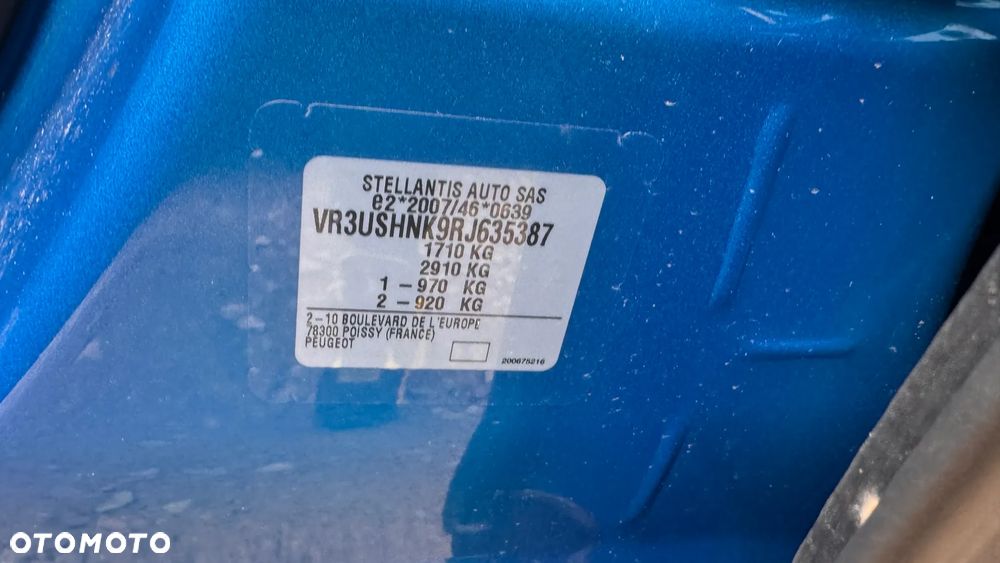 STELLANTIS AUTO SAS
e2*2007/46*0639
VR3USHNK9RJ635387
1710 KG
2910 KG
1 - 970 KG
2 - 920 KG
2-10 BOULEVARD DE L'EUROPE
78300 POISSY (FRANCE)
PEUGEOT
200675216
OTOMOTO